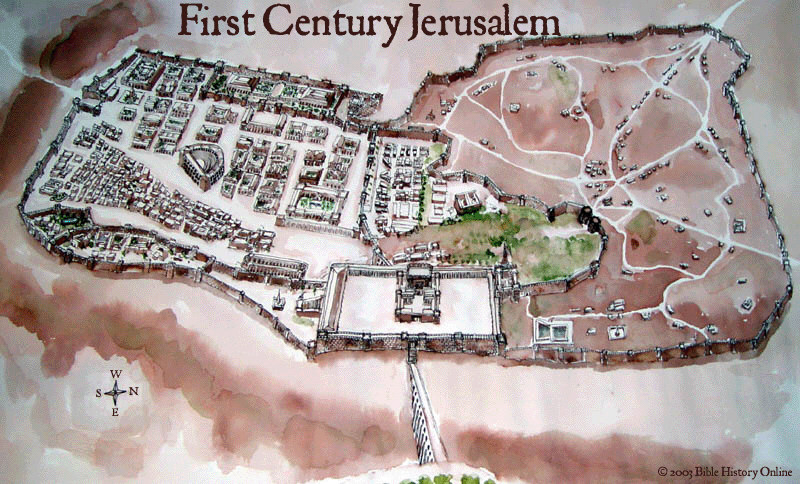 First Century Jerusalem
W
S N
E
© 2003 Bible History Online